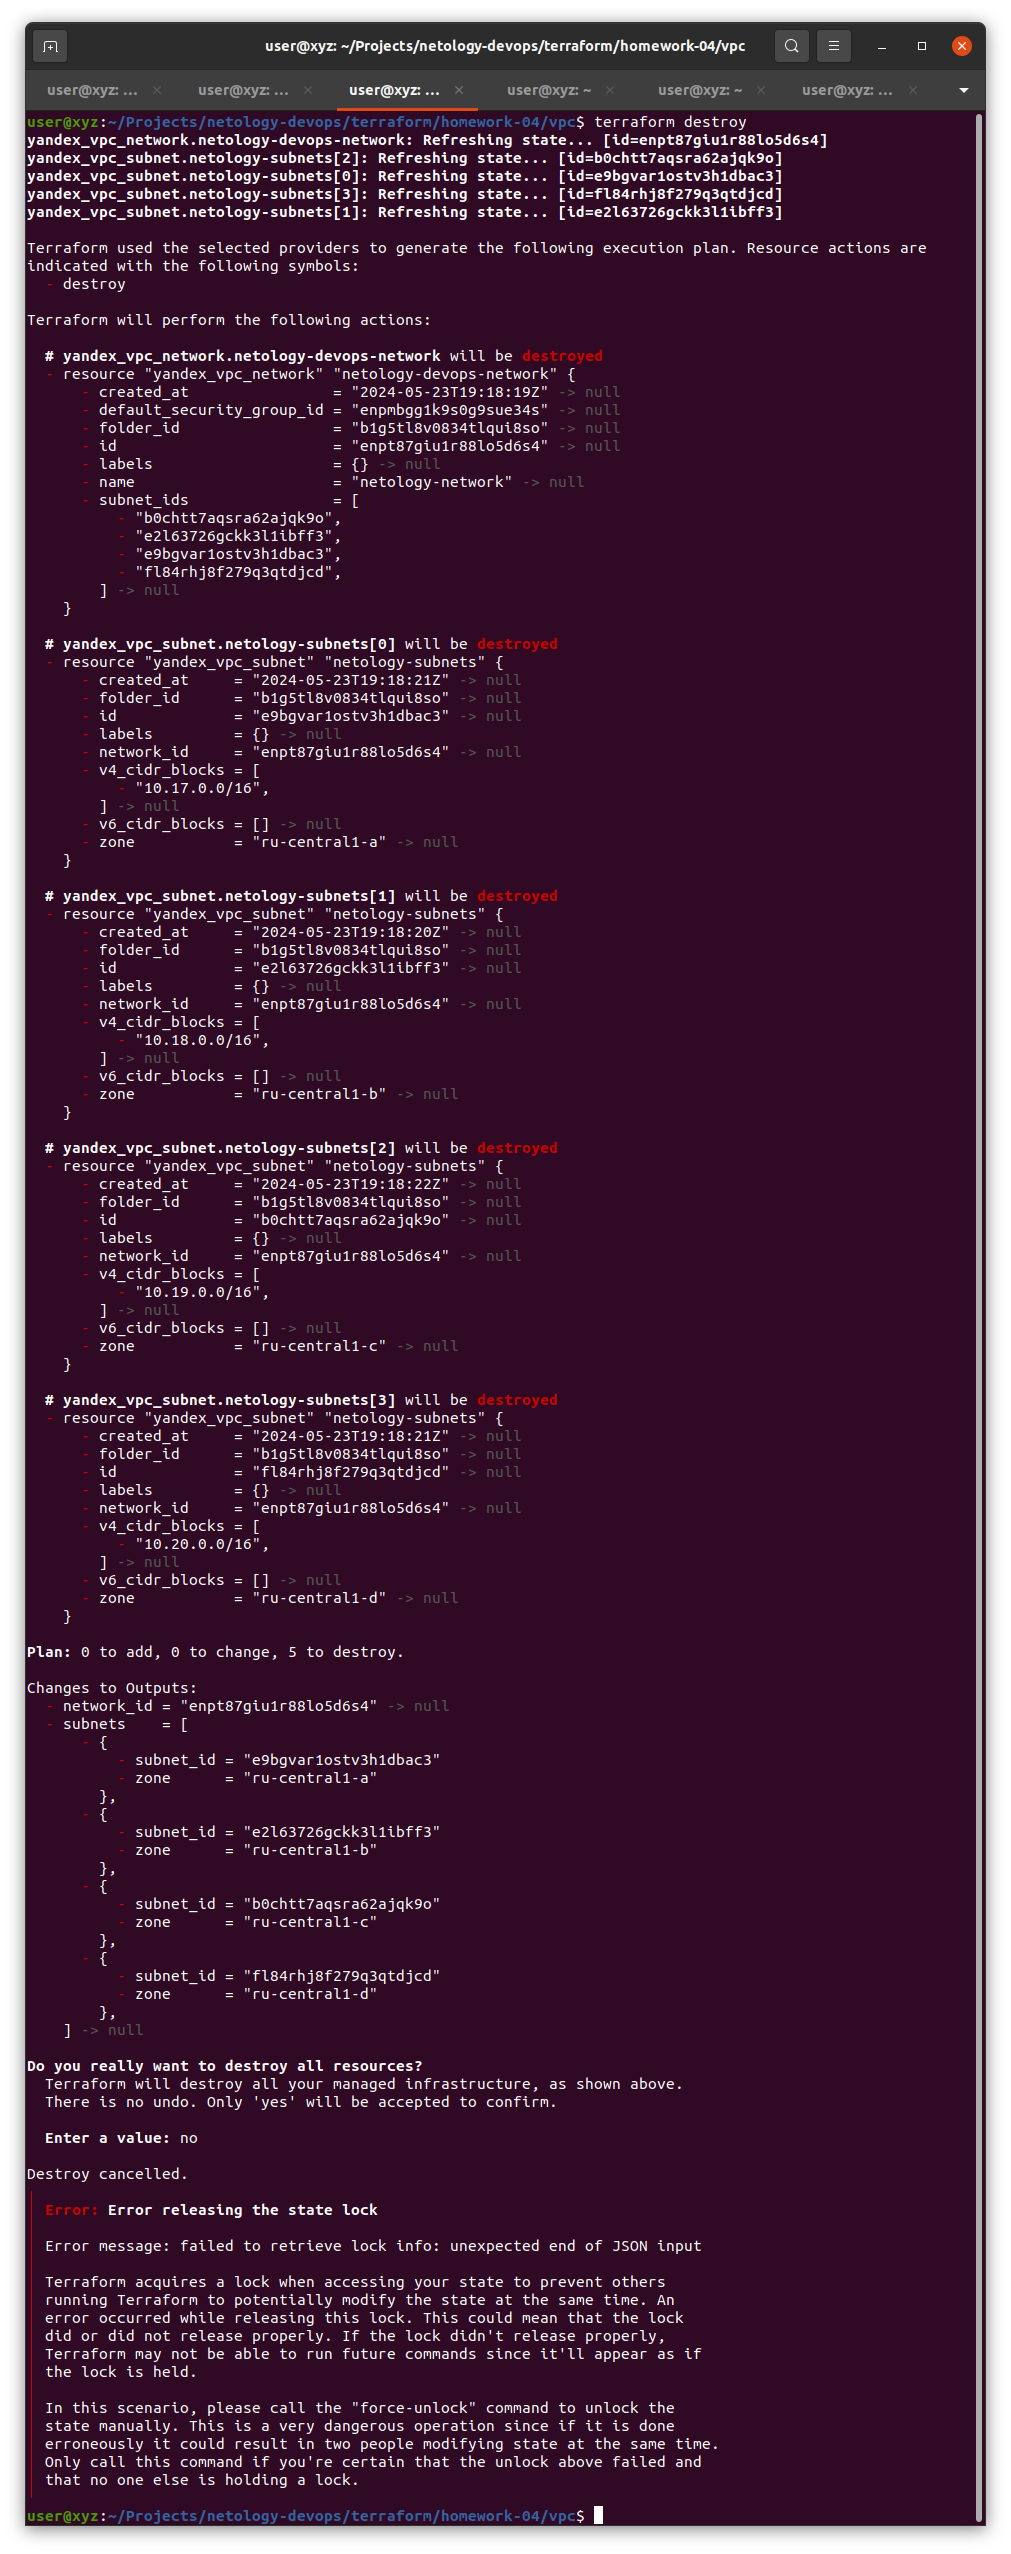 user@xyz: ~/Projects/netology-devops/terraform/homework-04/vpc
user@xyz: ... × user@xyz: ... × user@xyz: ... × user@xyz: ~ × user@xyz: ~ × user@xyz: ... ×
user@xyz:~/Projects/netology-devops/terraform/homework-04/vpc$ terraform destroy
yandex_vpc_network.netology-devops-network: Refreshing state... [id=enpt87giu1r88lo5d6s4]
yandex_vpc_subnet.netology-subnets[2]: Refreshing state... [id=b0chtt7aqsra62ajqk9o]
yandex_vpc_subnet.netology-subnets[0]: Refreshing state... [id=e9bgvar1ostv3h1dbac3]
yandex_vpc_subnet.netology-subnets[3]: Refreshing state... [id=fl84rhj8f279q3qtdjcd]
yandex_vpc_subnet.netology-subnets[1]: Refreshing state... [id=e2l63726gckk3l1ibff3]

Terraform used the selected providers to generate the following execution plan. Resource actions are
indicated with the following symbols:
  - destroy

Terraform will perform the following actions:

  # yandex_vpc_network.netology-devops-network will be destroyed
  - resource "yandex_vpc_network" "netology-devops-network" {
      - created_at                = "2024-05-23T19:18:19Z" -> null
      - default_security_group_id = "enpmbgg1k9s0g9sue34s" -> null
      - folder_id                 = "b1g5tl8v0834tlqui8so" -> null
      - id                        = "enpt87giu1r88lo5d6s4" -> null
      - labels                    = {} -> null
      - name                      = "netology-network" -> null
      - subnet_ids                = [
          - "b0chtt7aqsra62ajqk9o",
          - "e2l63726gckk3l1ibff3",
          - "e9bgvar1ostv3h1dbac3",
          - "fl84rhj8f279q3qtdjcd",
        ] -> null
    }

  # yandex_vpc_subnet.netology-subnets[0] will be destroyed
  - resource "yandex_vpc_subnet" "netology-subnets" {
      - created_at     = "2024-05-23T19:18:21Z" -> null
      - folder_id      = "b1g5tl8v0834tlqui8so" -> null
      - id             = "e9bgvar1ostv3h1dbac3" -> null
      - labels         = {} -> null
      - network_id     = "enpt87giu1r88lo5d6s4" -> null
      - v4_cidr_blocks = [
          - "10.17.0.0/16",
        ] -> null
      - v6_cidr_blocks = [] -> null
      - zone           = "ru-central1-a" -> null
    }

  # yandex_vpc_subnet.netology-subnets[1] will be destroyed
  - resource "yandex_vpc_subnet" "netology-subnets" {
      - created_at     = "2024-05-23T19:18:20Z" -> null
      - folder_id      = "b1g5tl8v0834tlqui8so" -> null
      - id             = "e2l63726gckk3l1ibff3" -> null
      - labels         = {} -> null
      - network_id     = "enpt87giu1r88lo5d6s4" -> null
      - v4_cidr_blocks = [
          - "10.18.0.0/16",
        ] -> null
      - v6_cidr_blocks = [] -> null
      - zone           = "ru-central1-b" -> null
    }

  # yandex_vpc_subnet.netology-subnets[2] will be destroyed
  - resource "yandex_vpc_subnet" "netology-subnets" {
      - created_at     = "2024-05-23T19:18:22Z" -> null
      - folder_id      = "b1g5tl8v0834tlqui8so" -> null
      - id             = "b0chtt7aqsra62ajqk9o" -> null
      - labels         = {} -> null
      - network_id     = "enpt87giu1r88lo5d6s4" -> null
      - v4_cidr_blocks = [
          - "10.19.0.0/16",
        ] -> null
      - v6_cidr_blocks = [] -> null
      - zone           = "ru-central1-c" -> null
    }

  # yandex_vpc_subnet.netology-subnets[3] will be destroyed
  - resource "yandex_vpc_subnet" "netology-subnets" {
      - created_at     = "2024-05-23T19:18:21Z" -> null
      - folder_id      = "b1g5tl8v0834tlqui8so" -> null
      - id             = "fl84rhj8f279q3qtdjcd" -> null
      - labels         = {} -> null
      - network_id     = "enpt87giu1r88lo5d6s4" -> null
      - v4_cidr_blocks = [
          - "10.20.0.0/16",
        ] -> null
      - v6_cidr_blocks = [] -> null
      - zone           = "ru-central1-d" -> null
    }

Plan: 0 to add, 0 to change, 5 to destroy.

Changes to Outputs:
  - network_id = "enpt87giu1r88lo5d6s4" -> null
  - subnets    = [
      - {
          - subnet_id = "e9bgvar1ostv3h1dbac3"
          - zone      = "ru-central1-a"
        },
      - {
          - subnet_id = "e2l63726gckk3l1ibff3"
          - zone      = "ru-central1-b"
        },
      - {
          - subnet_id = "b0chtt7aqsra62ajqk9o"
          - zone      = "ru-central1-c"
        },
      - {
          - subnet_id = "fl84rhj8f279q3qtdjcd"
          - zone      = "ru-central1-d"
        },
    ] -> null

Do you really want to destroy all resources?
  Terraform will destroy all your managed infrastructure, as shown above.
  There is no undo. Only 'yes' will be accepted to confirm.

  Enter a value: no

Destroy cancelled.

  Error: Error releasing the state lock

  Error message: failed to retrieve lock info: unexpected end of JSON input

  Terraform acquires a lock when accessing your state to prevent others
  running Terraform to potentially modify the state at the same time. An
  error occurred while releasing this lock. This could mean that the lock
  did or did not release properly. If the lock didn't release properly,
  Terraform may not be able to run future commands since it'll appear as if
  the lock is held.

  In this scenario, please call the "force-unlock" command to unlock the
  state manually. This is a very dangerous operation since if it is done
  erroneously it could result in two people modifying state at the same time.
  Only call this command if you're certain that the unlock above failed and
  that no one else is holding a lock.

user@xyz:~/Projects/netology-devops/terraform/homework-04/vpc$